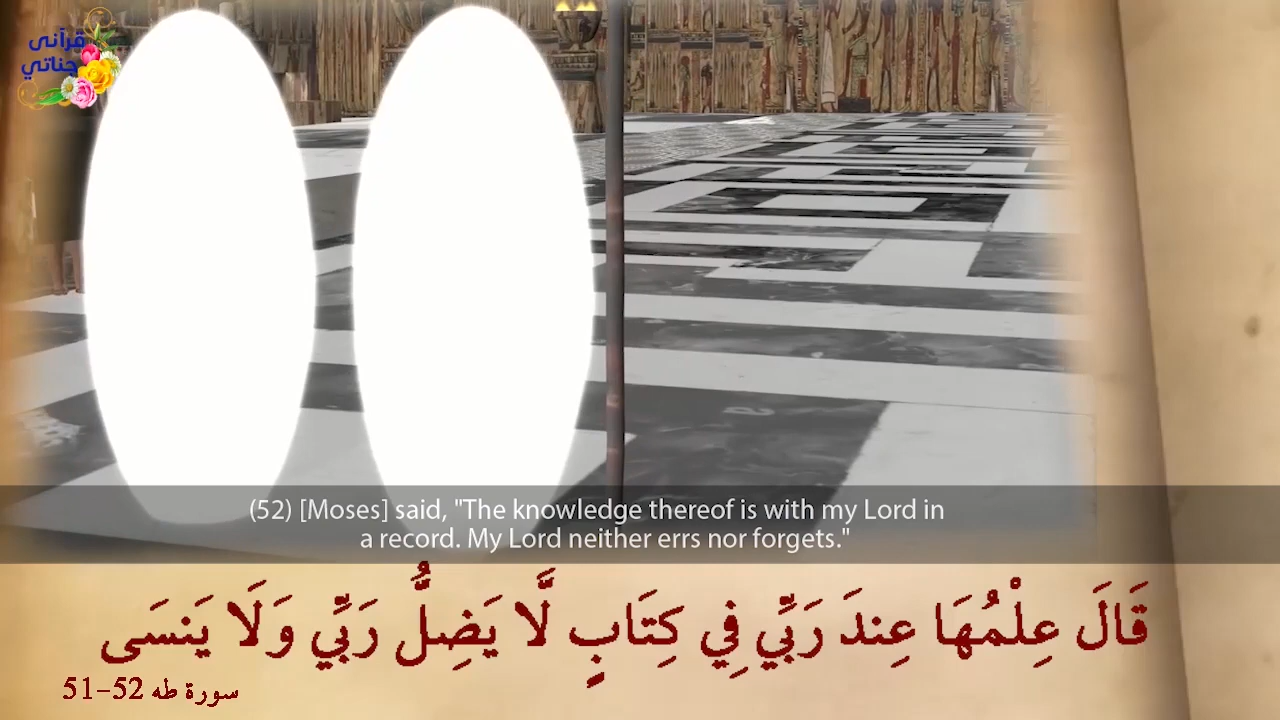 قرآنى
جناتي
(52) [Moses] said, "The knowledge thereof is with my Lord in
a record. My Lord neither errs nor forgets."
قَالَ عِلْمُهَا عِندَ رَبِّي فِي كِتَابٍ لَّا يَضِلُّ رَبِّي وَلَا يَنسَى
سورة طه 52-51